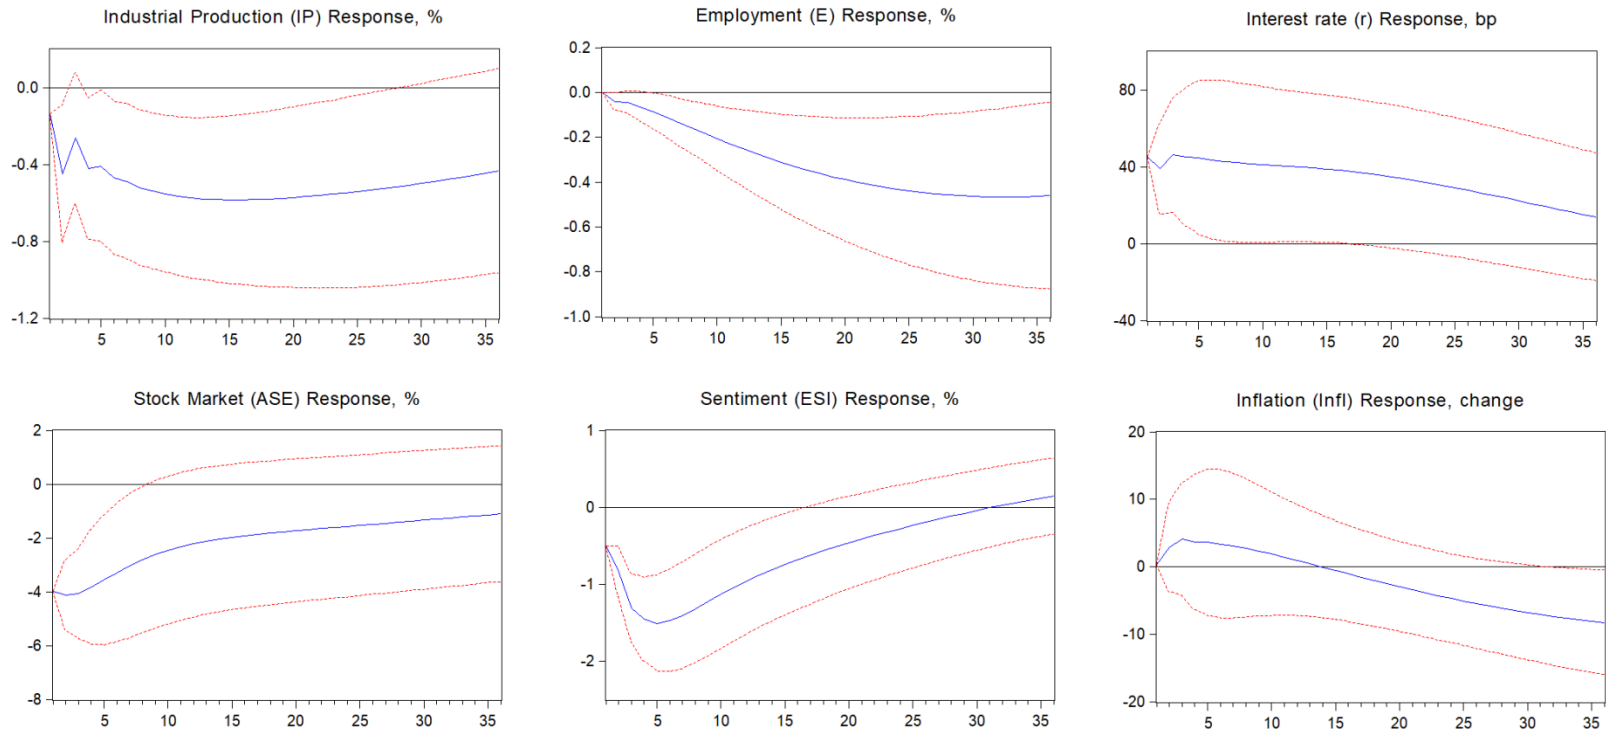 Industrial Production (IP) Response, %
0.0
-0.4
-0.8
-1.2
5 10 15 20 25 30 35
Employment (E) Response, %
0.2
0.0
-0.2
-0.4
-0.6
-0.8
-1.0
5 10 15 20 25 30 35
Interest rate (r) Response, bp
80
40
0
-40
5 10 15 20 25 30 35
Stock Market (ASE) Response, %
2
0
-2
-4
-6
-8
5 10 15 20 25 30 35
Sentiment (ESI) Response, %
1
0
-1
-2
5 10 15 20 25 30 35
Inflation (Infl) Response, change
20
10
0
-10
-20
5 10 15 20 25 30 35